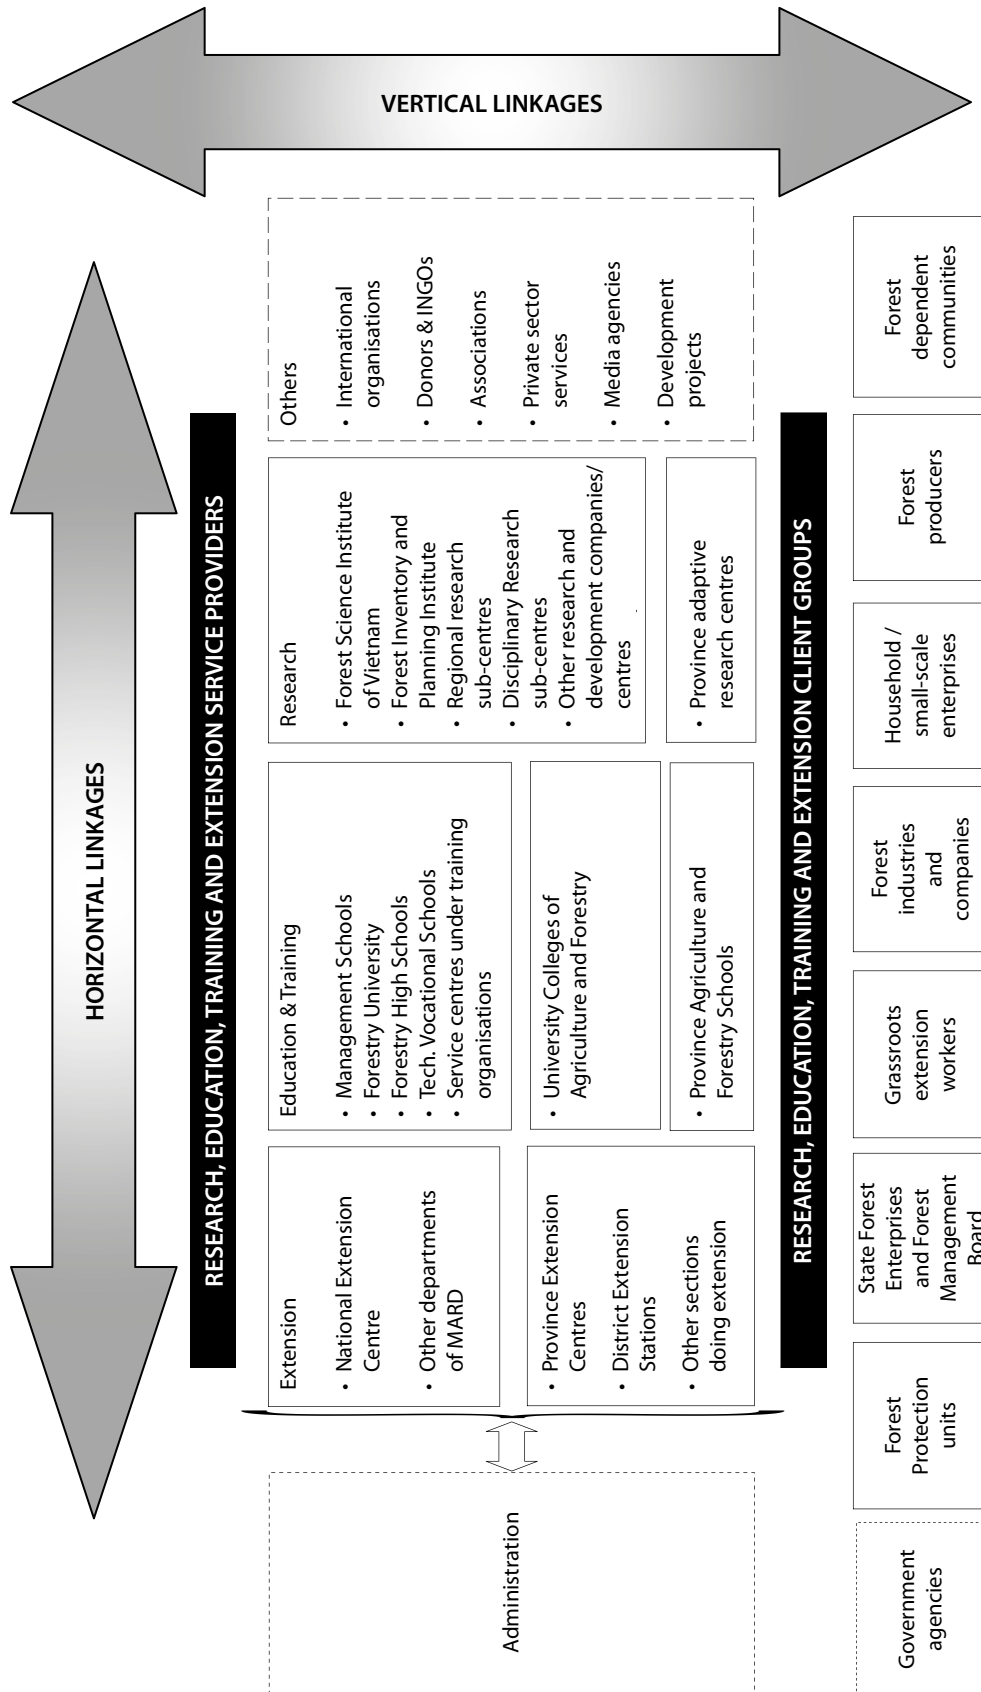 VERTICAL LINKAGES
HORIZONTAL LINKAGES
RESEARCH, EDUCATION, TRAINING AND EXTENSION SERVICE PROVIDERS
Administration
Extension
• National Extension
Centre
• Other departments
of MARD
• Province Extension
Centres
• District Extension
Stations
• Other sections
doing extension
Education & Training
• Management Schools
• Forestry University
• Forestry High Schools
• Tech. Vocational Schools
• Service centres under training
organisations
• University Colleges of
Agriculture and Forestry
• Province Agriculture and
Forestry Schools
Research
• Forest Science Institute
of Vietnam
• Forest Inventory and
Planning Institute
• Regional research
sub-centres
• Disciplinary Research
sub-centres
• Other research and
development companies/
centres
• Province adaptive
research centres
Others
• International
organisations
• Donors & INGOs
• Associations
• Private sector
services
• Media agencies
• Development
projects
RESEARCH, EDUCATION, TRAINING AND EXTENSION CLIENT GROUPS
Government
agencies
Forest
Protection
units
State Forest
Enterprises
and Forest
Management
Board
Grassroots
extension
workers
Forest
industries
and
companies
Household /
small-scale
enterprises
Forest
producers
Forest
dependent
communities